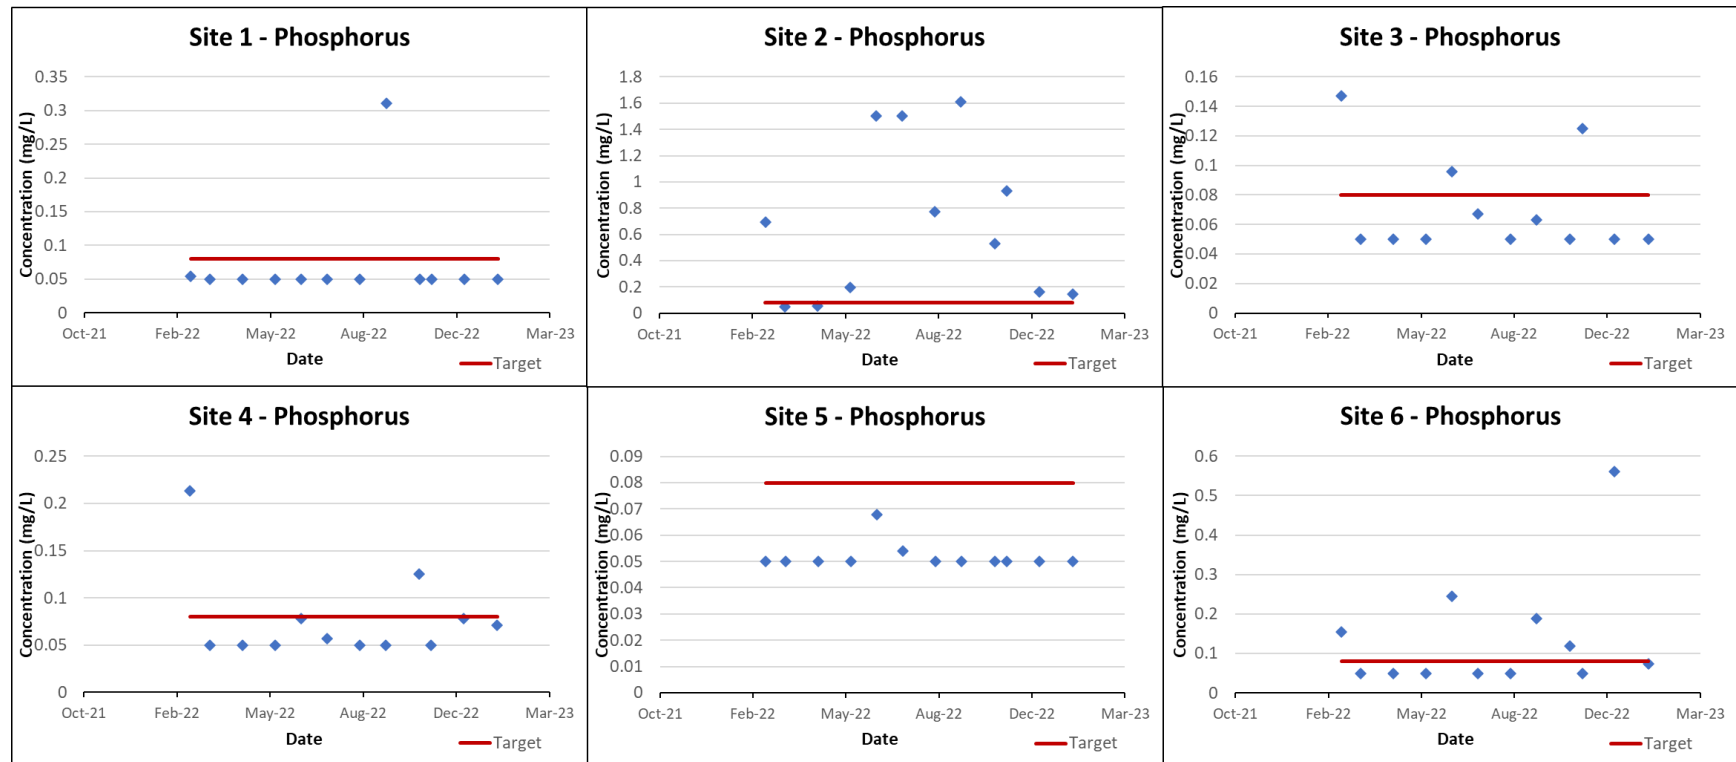 Site 1 - Phosphorus
Concentration (mg/L)
0.35
0.3
0.25
0.2
0.15
0.1
0.05
0
Oct-21 Feb-22 May-22 Aug-22 Dec-22 Mar-23
Date
Target
Site 2 - Phosphorus
Concentration (mg/L)
1.8
1.6
1.4
1.2
1
0.8
0.6
0.4
0.2
0
Oct-21 Feb-22 May-22 Aug-22 Dec-22 Mar-23
Date
Target
Site 3 - Phosphorus
Concentration (mg/L)
0.16
0.14
0.12
0.1
0.08
0.06
0.04
0.02
0
Oct-21 Feb-22 May-22 Aug-22 Dec-22 Mar-23
Date
Target
Site 4 - Phosphorus
Concentration (mg/L)
0.25
0.2
0.15
0.1
0.05
0
Oct-21 Feb-22 May-22 Aug-22 Dec-22 Mar-23
Date
Target
Site 5 - Phosphorus
Concentration (mg/L)
0.09
0.08
0.07
0.06
0.05
0.04
0.03
0.02
0.01
0
Oct-21 Feb-22 May-22 Aug-22 Dec-22 Mar-23
Date
Target
Site 6 - Phosphorus
Concentration (mg/L)
0.6
0.5
0.4
0.3
0.2
0.1
0
Oct-21 Feb-22 May-22 Aug-22 Dec-22 Mar-23
Date
Target